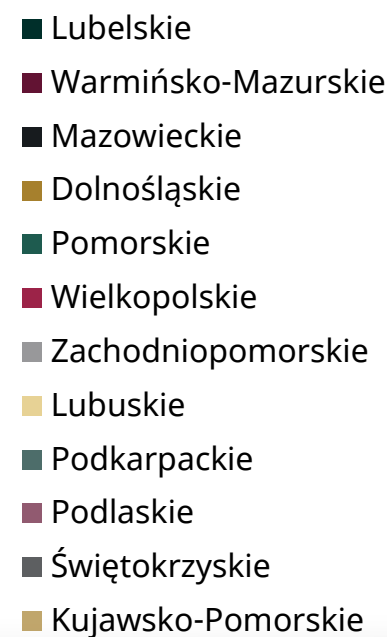 Lubelskie
Warmińsko-Mazurskie
Mazowieckie
Dolnośląskie
Pomorskie
Wielkopolskie
Zachodniopomorskie
Lubuskie
Podkarpackie
Podlaskie
Świętokrzyskie
Kujawsko-Pomorskie